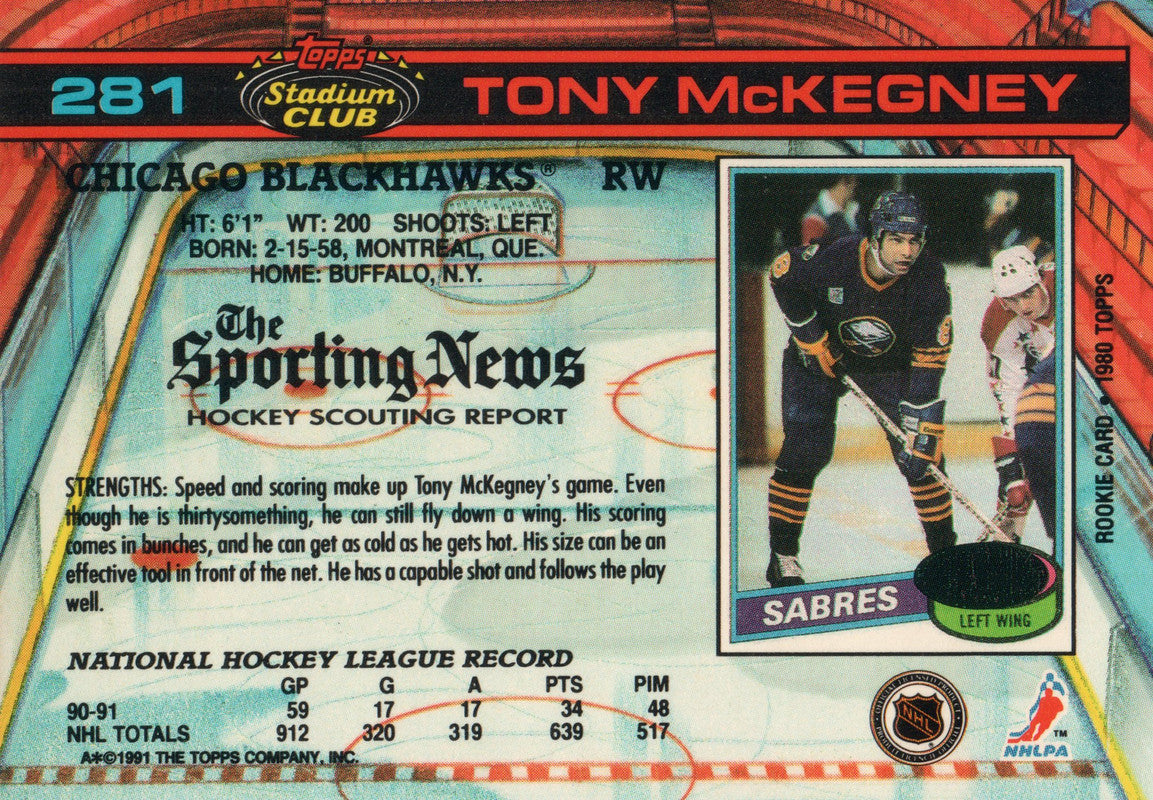 281
topps®
Stadium
CLUB
TONY McKEGNEY
CHICAGO BLACKHAWKS® RW
HT: 6'1" WT: 200 SHOOTS: LEFT
BORN: 2-15-58, MONTREAL, QUE.
HOME: BUFFALO, N.Y.
The
Sporting News
HOCKEY SCOUTING REPORT
STRENGTHS: Speed and scoring make up Tony McKegney's game. Even
though he is thirtysomething, he can still fly down a wing. His scoring
comes in bunches, and he can get as cold as he gets hot. His size can be an
effective tool in front of the net. He has a capable shot and follows the play
well.
NATIONAL HOCKEY LEAGUE RECORD
GP G A PTS PIM
90-91 59 17 17 34 48
NHL TOTALS 912 320 319 639 517
A*©1991 THE TOPPS COMPANY, INC.
SABRES
LEFT WING
ROOKIE CARD • 1980 TOPPS
NHL
NHLPA
TM